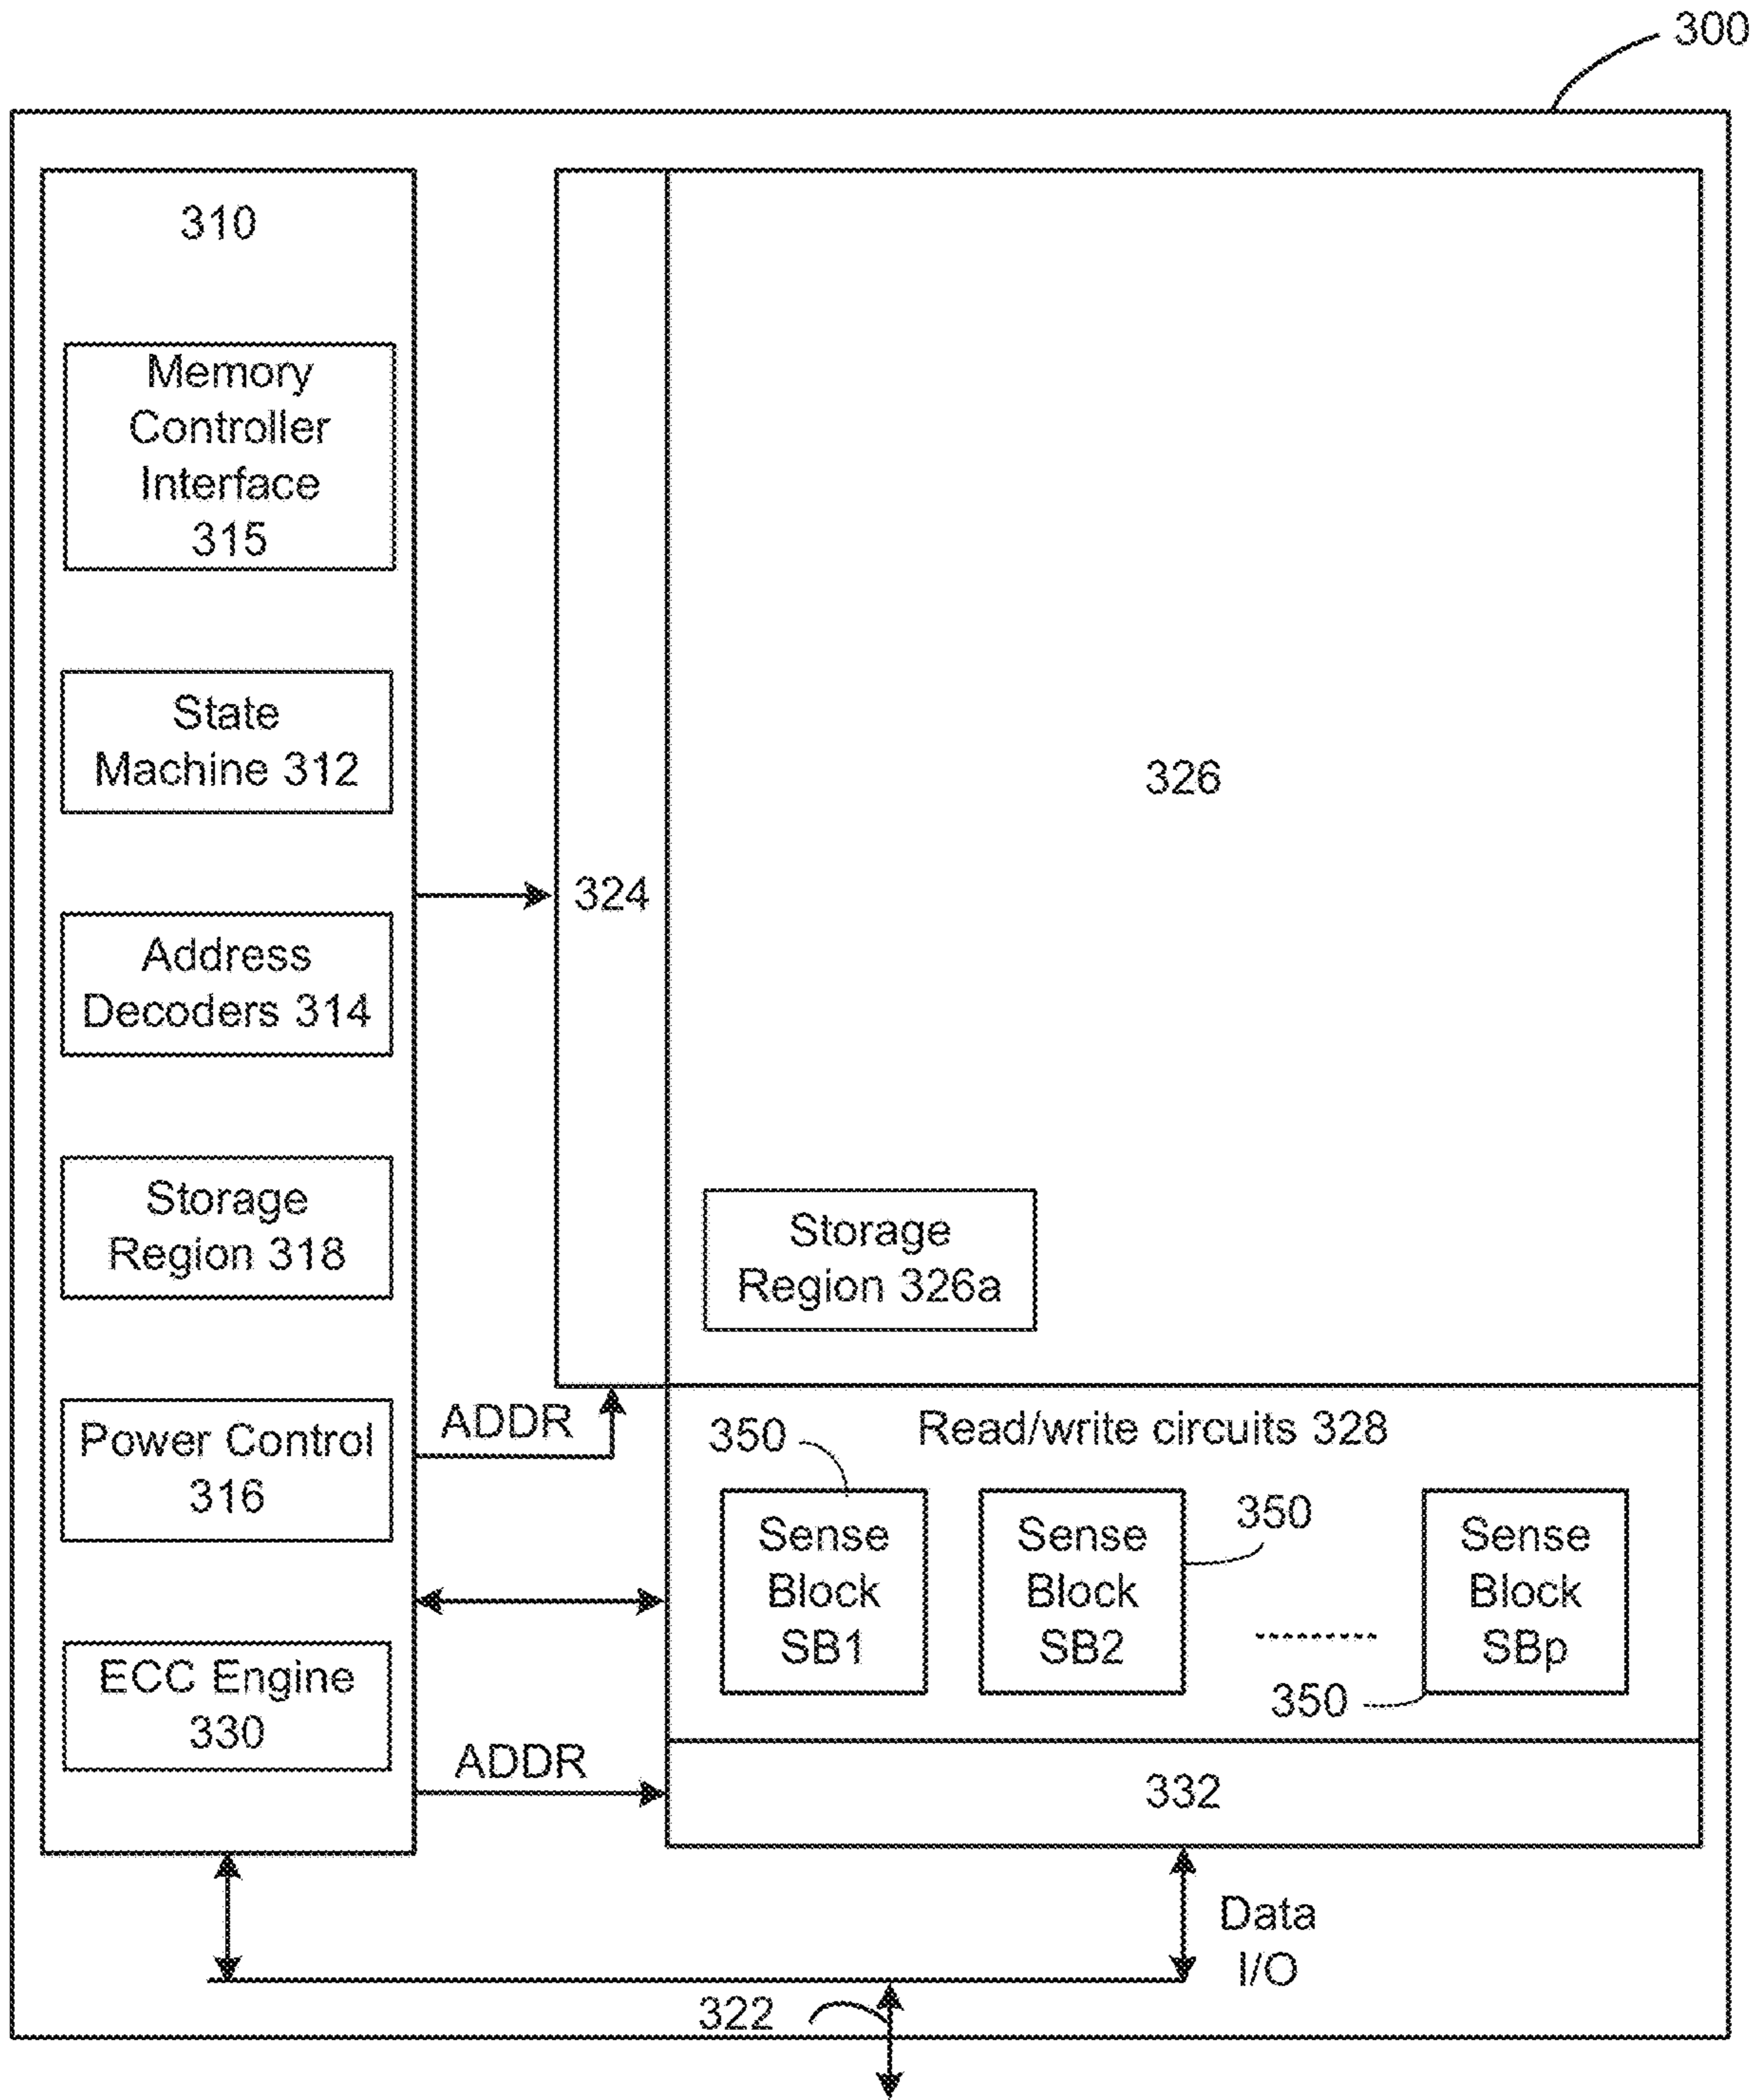 300
310
Memory
Controller
Interface
315
State
Machine 312
Address
Decoders 314
Storage
Region 318
Power Control
316
ECC Engine
330
324
326
Storage
Region 326a
ADDR
Read/write circuits 328
350
Sense
Block
SB1
Sense
Block
SB2
350
Sense
Block
SBp
350
ADDR
332
Data
I/O
322